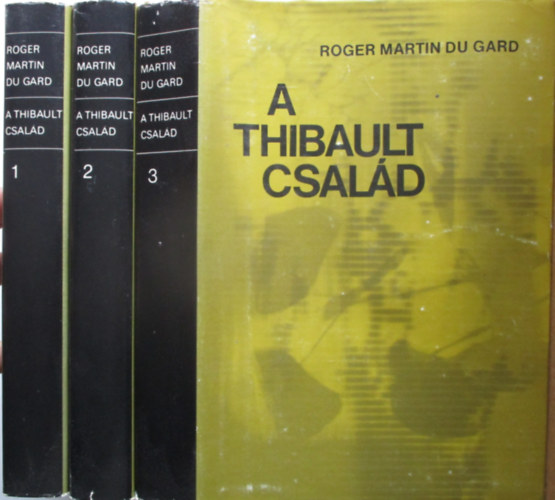 ROGER
MARTIN
DU GARD
A THIBAULT
CSALÁD
1
ROGER
MARTIN
DU GARD
A THIBAULT
CSALÁD
2
ROGER
MARTIN
DU GARD
A THIBAULT
CSALÁD
3
ROGER MARTIN DU GARD
A
THIBAULT
CSALÁD